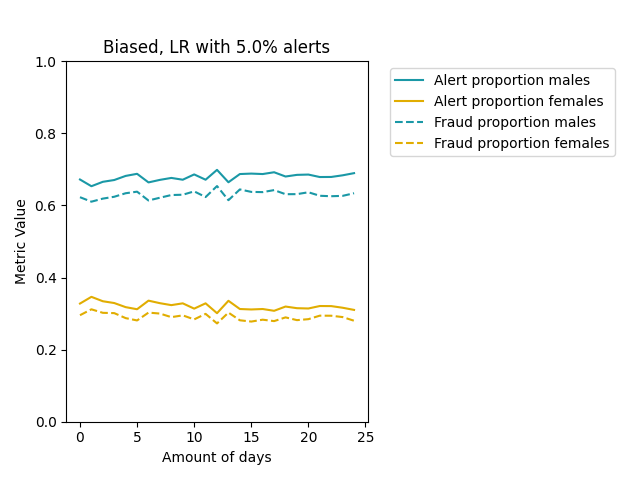 Biased, LR with 5.0% alerts
Alert proportion males
Alert proportion females
Fraud proportion males
Fraud proportion females
Metric Value
1.0
0.8
0.6
0.4
0.2
0.0
0 5 10 15 20 25
Amount of days